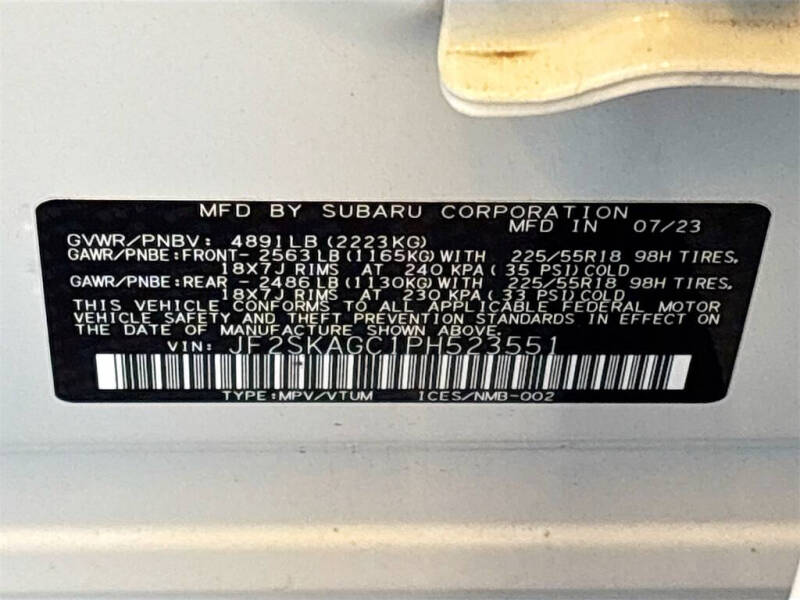 MFD BY SUBARU CORPORATION
MFD IN 07/23
GVWR/PNBV: 4891LB (2223KG)
GAWR/PNBE:FRONT- 2563LB (1165KG)WITH 225/55R18 98H TIRES,
18X7J RIMS AT 240 KPA( 35 PSI)COLD
GAWR/PNBE:REAR - 2486LB (1130KG)WITH 225/55R18 98H TIRES,
18X7J RIMS AT 230 KPA( 33 PSI)COLD
THIS VEHICLE CONFORMS TO ALL APPLICABLE FEDERAL MOTOR
VEHICLE SAFETY AND THEFT PREVENTION STANDARDS IN EFFECT ON
THE DATE OF MANUFACTURE SHOWN ABOVE.
VIN: JF2SKAGC1PH523551
TYPE:MPV/VTUM ICES/NMB-002